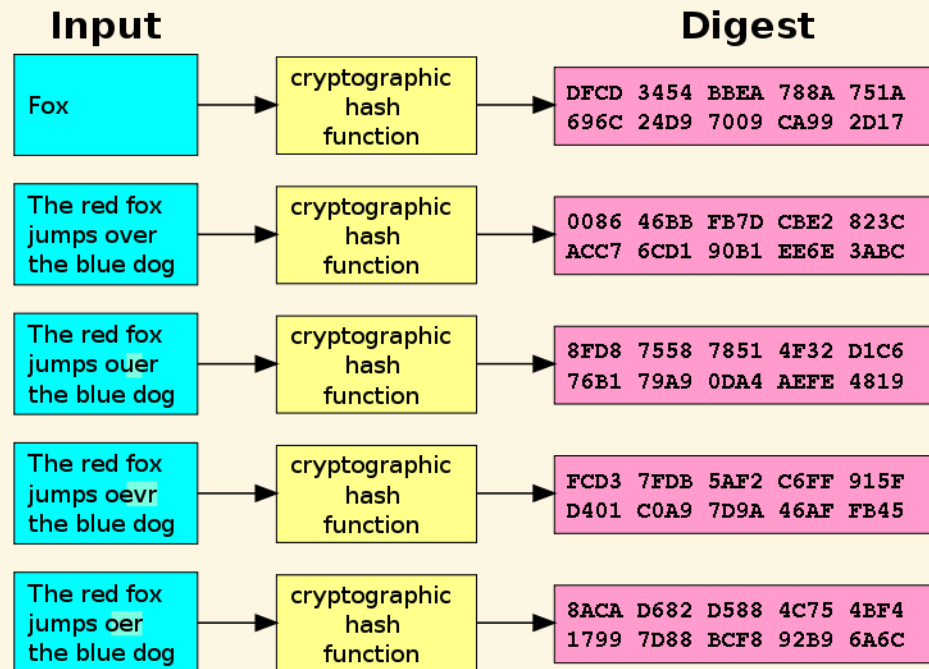 Input
Digest
Fox
cryptographic
hash
function
DFCD 3454 BBEA 788A 751A
696C 24D9 7009 CA99 2D17
The red fox
jumps over
the blue dog
cryptographic
hash
function
0086 46BB FB7D CBE2 823C
ACC7 6CD1 90B1 EE6E 3ABC
The red fox
jumps ouer
the blue dog
cryptographic
hash
function
8FD8 7558 7851 4F32 D1C6
76B1 79A9 0DA4 AEFE 4819
The red fox
jumps oevr
the blue dog
cryptographic
hash
function
FCD3 7FDB 5AF2 C6FF 915F
D401 C0A9 7D9A 46AF FB45
The red fox
jumps oer
the blue dog
cryptographic
hash
function
8ACA D682 D588 4C75 4BF4
1799 7D88 BCF8 92B9 6A6C